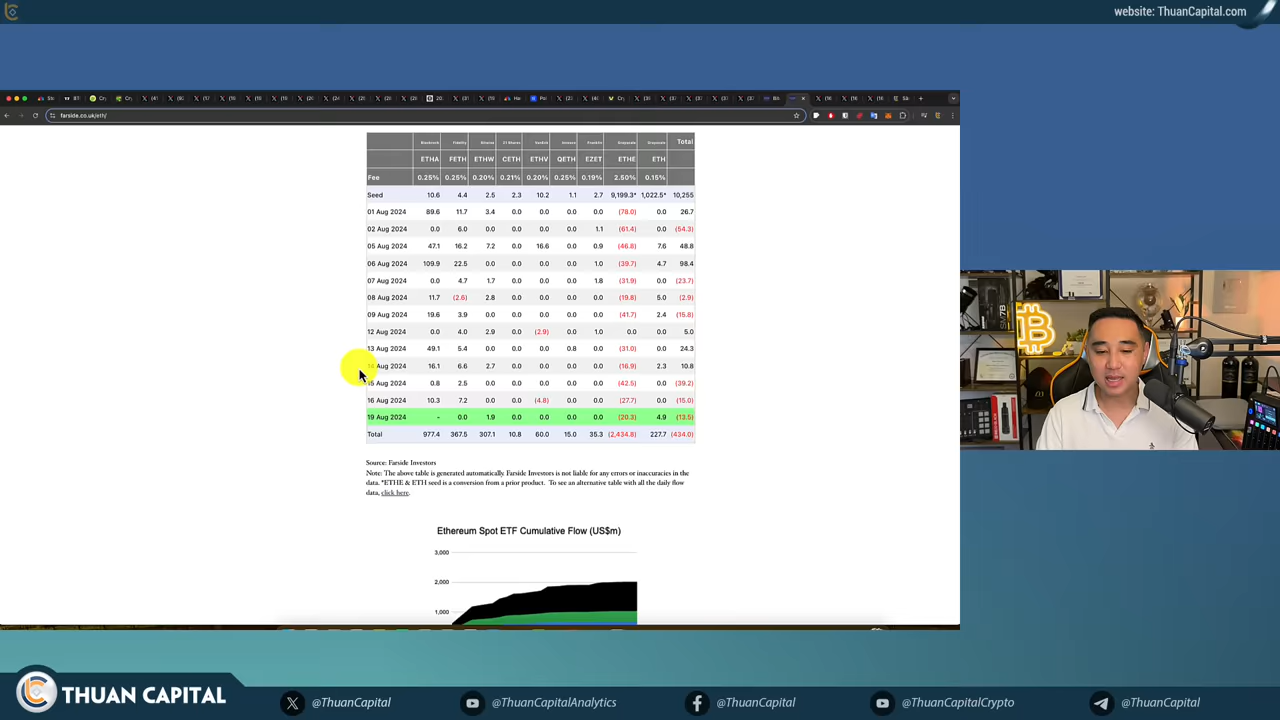 website: ThuanCapital.com
farside.co.uk/eth/
Blackrock Fidelity Bitwise 21 Shares VanEck Invesco Franklin Grayscale Grayscale Total
ETHA FETH ETHW CETH ETHV QETH EZET ETHE ETH
Fee 0.25% 0.25% 0.20% 0.21% 0.20% 0.25% 0.19% 2.50% 0.15%
Seed 10.6 4.4 2.5 2.3 10.2 1.1 2.7 9,199.3* 1,022.5* 10,255
01 Aug 2024 89.6 11.7 3.4 0.0 0.0 0.0 0.0 (78.0) 0.0 26.7
02 Aug 2024 0.0 6.0 0.0 0.0 0.0 0.0 1.1 (61.4) 0.0 (54.3)
05 Aug 2024 47.1 16.2 7.2 0.0 16.6 0.0 0.9 (46.8) 7.6 48.8
06 Aug 2024 109.9 22.5 0.0 0.0 0.0 0.0 1.0 (39.7) 4.7 98.4
07 Aug 2024 0.0 4.7 1.7 0.0 0.0 0.0 1.8 (31.9) 0.0 (23.7)
08 Aug 2024 11.7 (2.6) 2.8 0.0 0.0 0.0 0.0 (19.8) 5.0 (2.9)
09 Aug 2024 19.6 3.9 0.0 0.0 0.0 0.0 0.0 (41.7) 2.4 (15.8)
12 Aug 2024 0.0 4.0 2.9 0.0 (2.9) 0.0 1.0 0.0 0.0 5.0
13 Aug 2024 49.1 5.4 0.0 0.0 0.0 0.8 0.0 (31.0) 0.0 24.3
14 Aug 2024 16.1 6.6 2.7 0.0 0.0 0.0 0.0 (16.9) 2.3 10.8
15 Aug 2024 0.8 2.5 0.0 0.0 0.0 0.0 0.0 (42.5) 0.0 (39.2)
16 Aug 2024 10.3 7.2 0.0 0.0 (4.8) 0.0 0.0 (27.7) 0.0 (15.0)
19 Aug 2024 - 0.0 1.9 0.0 0.0 0.0 0.0 (20.3) 4.9 (13.5)
Total 977.4 367.5 307.1 10.8 60.0 15.0 35.3 (2,434.8) 227.7 (434.0)
Source: Farside Investors
Note: The above table is generated automatically. Farside Investors is not liable for any errors or inaccuracies in the
data. *ETHE & ETH seed is a conversion from a prior product. To see an alternative table with all the daily flow
data, click here.
Ethereum Spot ETF Cumulative Flow (US$m)
3,000
2,000
1,000
SM7B
THUAN CAPITAL
@ThuanCapital
@ThuanCapitalAnalytics
@ThuanCapital
@ThuanCapitalCrypto
@ThuanCapital